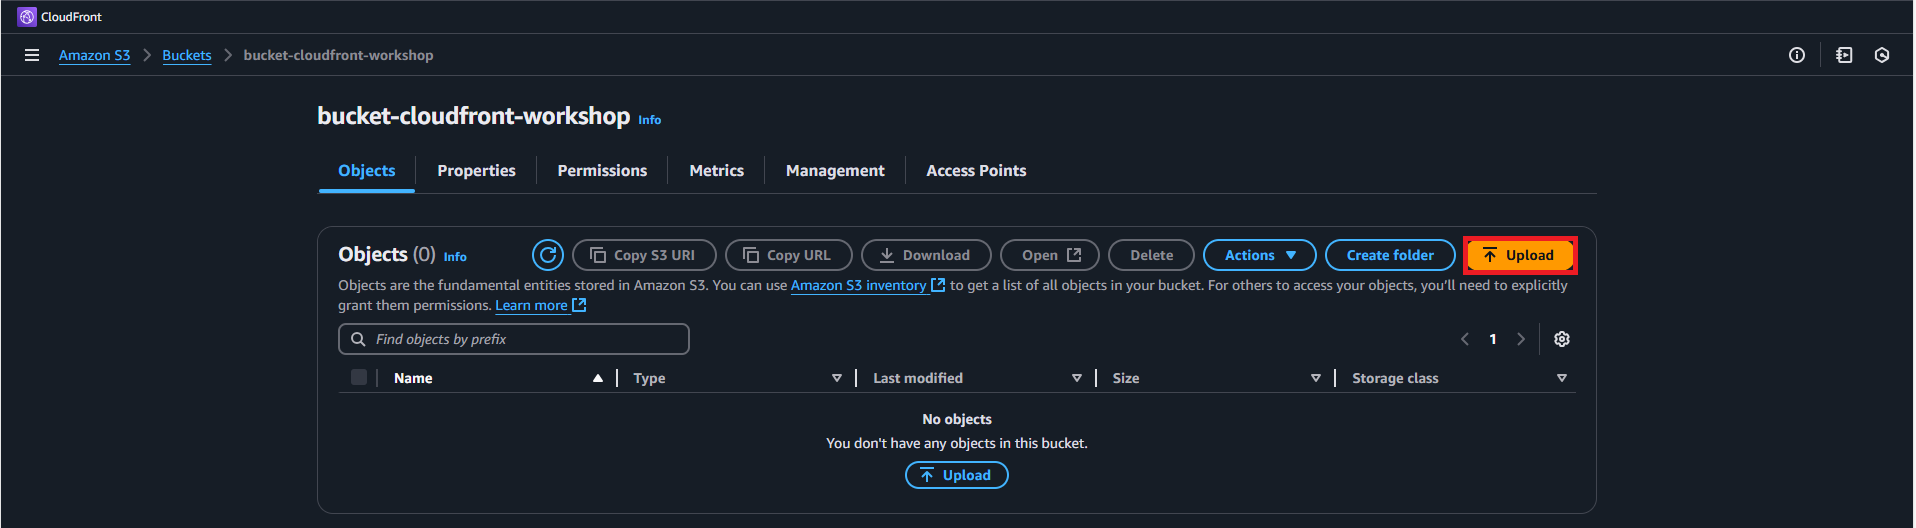 CloudFront
Amazon S3 > Buckets > bucket-cloudfront-workshop
bucket-cloudfront-workshop Info
Objects Properties Permissions Metrics Management Access Points
Objects (0) Info Copy S3 URI Copy URL Download Open Delete Actions Create folder Upload
Objects are the fundamental entities stored in Amazon S3. You can use Amazon S3 inventory to get a list of all objects in your bucket. For others to access your objects, you’ll need to explicitly
grant them permissions. Learn more
Find objects by prefix 1
Name Type Last modified Size Storage class
No objects
You don't have any objects in this bucket.
Upload